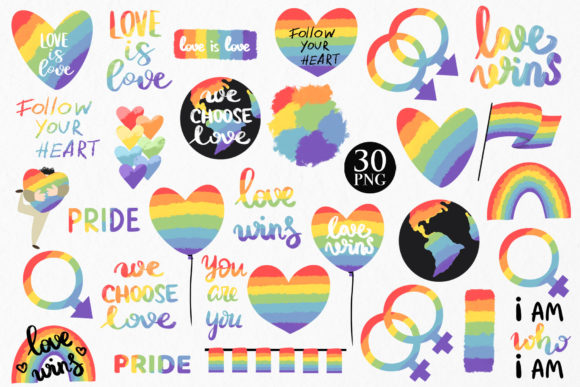 LOVE
is
Love
LOVE
is
Love
love is love
FOLLOW
YOUR
HEART
love
wins
FOLLOW
YOUR
HEART
we
CHOOSE
love
30
PNG
PRIDE
love
wins
love
wins
we
CHOOSE
love
you
are
you
love
wins
PRIDE
i AM
who
i AM